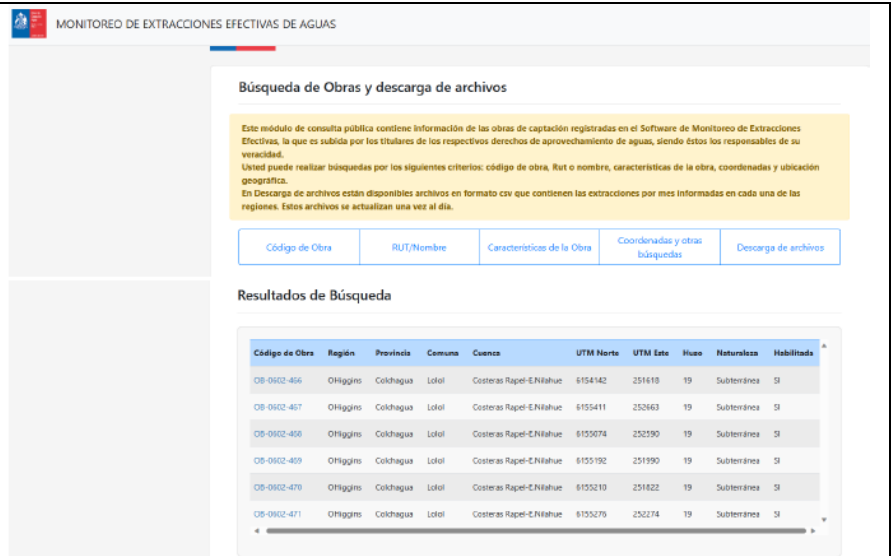 MONITOREO DE EXTRACCIONES EFECTIVAS DE AGUAS
Búsqueda de Obras y descarga de archivos
Este módulo de consulta pública contiene información de las obras de captación registradas en el Software de Monitoreo de Extracciones
Efectivas, la que es subida por los titulares de los respectivos derechos de aprovechamiento de aguas, siendo éstos los responsables de su
veracidad.
Usted puede realizar búsquedas por los siguientes criterios: código de obra, Rut o nombre, características de la obra, coordenadas y ubicación
geográfica.
En Descarga de archivos están disponibles archivos en formato csv que contienen las extracciones por mes informadas en cada una de las
regiones. Estos archivos se actualizan una vez al día.
Código de Obra RUT/Nombre Características de la Obra Coordenadas y otras búsquedas Descarga de archivos
Resultados de Búsqueda
Código de Obra Región Provincia Comuna Cuenca UTM Norte UTM Este Huso Naturaleza Habilitada
OB-0602-466 OHiggins Colchagua Lolol Costeras Rapel-E.Nilahue 6154142 251618 19 Subterránea SI
OB-0602-467 OHiggins Colchagua Lolol Costeras Rapel-E.Nilahue 6155411 252663 19 Subterránea SI
OB-0602-468 OHiggins Colchagua Lolol Costeras Rapel-E.Nilahue 6155074 252590 19 Subterránea SI
OB-0602-469 OHiggins Colchagua Lolol Costeras Rapel-E.Nilahue 6155192 251990 19 Subterránea SI
OB-0602-470 OHiggins Colchagua Lolol Costeras Rapel-E.Nilahue 6155210 251822 19 Subterránea SI
OB-0602-471 OHiggins Colchagua Lolol Costeras Rapel-E.Nilahue 6155276 252274 19 Subterránea SI